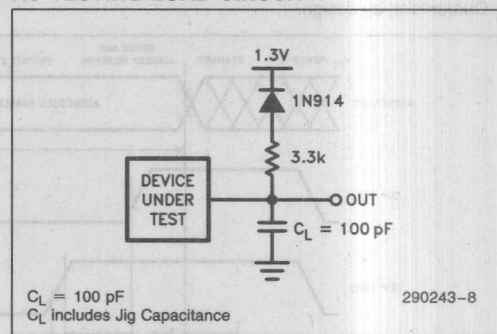 1.3V
1N914
3.3k
DEVICE
UNDER
TEST
OUT
C_L = 100 pF
C_L = 100 pF
C_L includes Jig Capacitance
290243–8